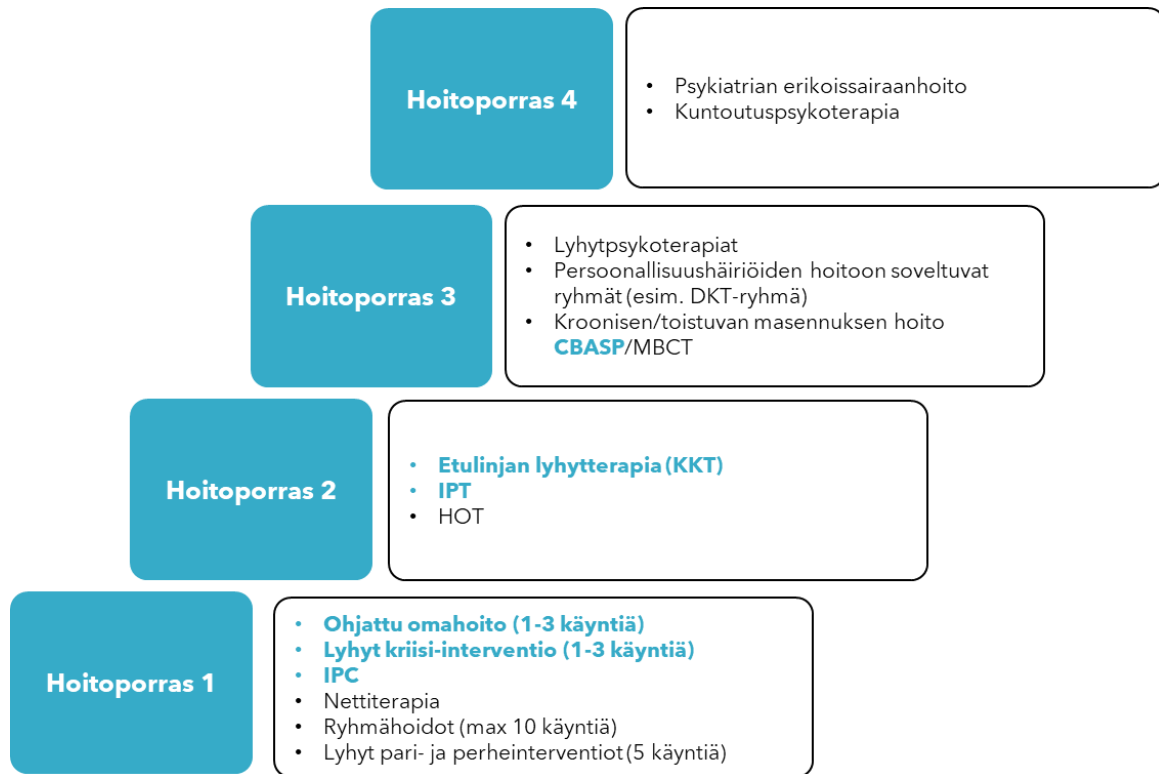 Hoitoporras 4
• Psykiatrian erikoissairaanhoito
• Kuntoutuspsykoterapia
Hoitoporras 3
• Lyhytpsykoterapiat
• Persoonallisuushäiriöiden hoitoon soveltuvat
ryhmät (esim. DKT-ryhmä)
• Kroonisen/toistuvan masennuksen hoito
CBASP/MBCT
Hoitoporras 2
• Etulinjan lyhytterapia (KKT)
• IPT
• HOT
Hoitoporras 1
• Ohjattu omahoito (1-3 käyntiä)
• Lyhyt kriisi-interventio (1-3 käyntiä)
• IPC
• Nettiterapia
• Ryhmähoidot (max 10 käyntiä)
• Lyhyt pari- ja perheinterventiot (5 käyntiä)